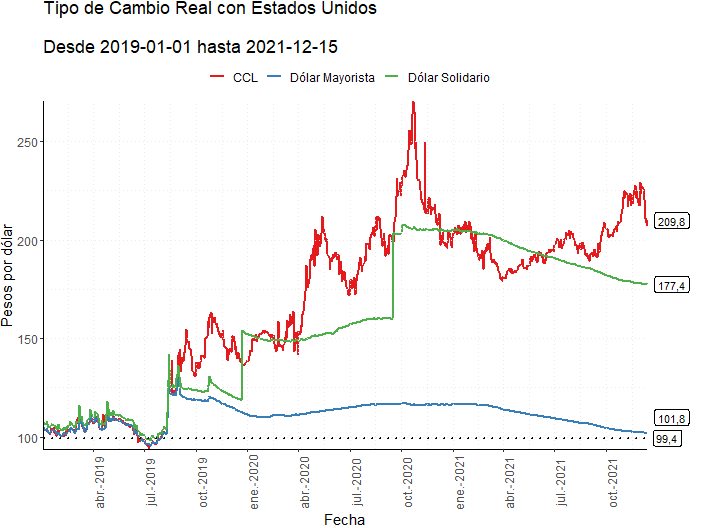 Tipo de Cambio Real con Estados Unidos
Desde 2019-01-01 hasta 2021-12-15
CCL Dólar Mayorista Dólar Solidario
Pesos por dólar
250
200
150
100
209,8
177,4
101,8
99,4
abr.-2019 jul.-2019 oct.-2019 ene.-2020 abr.-2020 jul.-2020 oct.-2020 ene.-2021 abr.-2021 jul.-2021 oct.-2021
Fecha